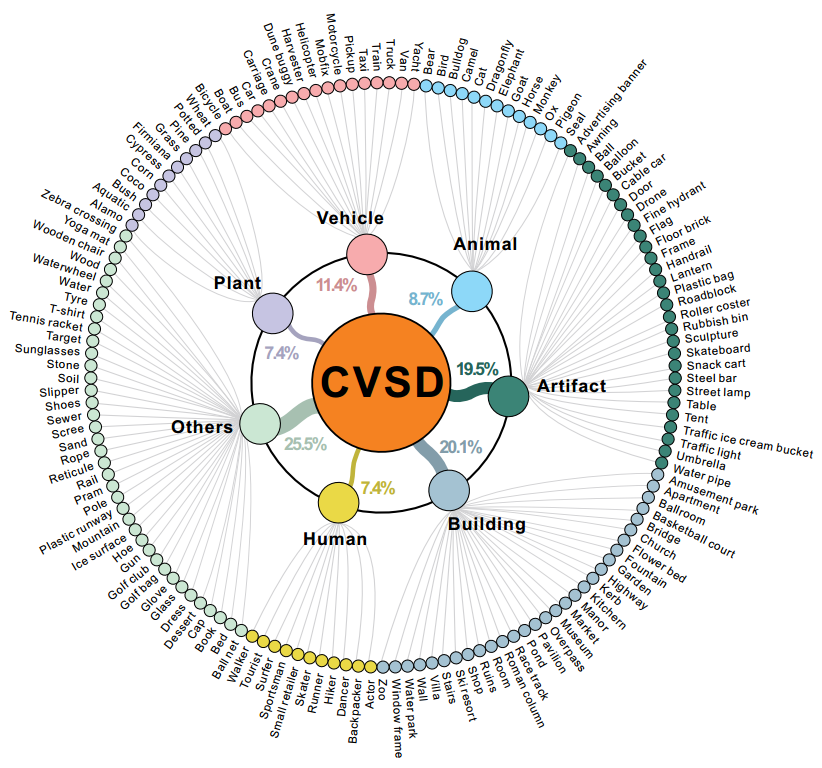 CVSD
Vehicle
11.4%
Animal
8.7%
Artifact
19.5%
Building
20.1%
Human
7.4%
Others
25.5%
Plant
7.4%
Bicycle
Boat
Bus
Car
Carriage
Crane
Dune buggy
Harvester
Helicopter
Mobfix
Motorcycle
Pickup
Taxi
Train
Truck
Van
Yacht
Bear
Bird
Bulldog
Camel
Cat
Dragonfly
Elephant
Goat
Horse
Monkey
Ox
Pigeon
Seal
Advertising banner
Awning
Ball
Balloon
Bucket
Cable car
Door
Drone
Fine hydrant
Flag
Floor brick
Frame
Handrail
Lantern
Plastic bag
Roadblock
Roller coster
Rubbish bin
Sculpture
Skateboard
Snack cart
Steel bar
Street lamp
Table
Tent
Traffic ice cream bucket
Traffic light
Umbrella
Water pipe
Amusement park
Apartment
Ballroom
Basketball court
Bridge
Church
Flower bed
Fountain
Garden
Highway
Kerb
Kitchern
Manor
Market
Museum
Overpass
Pavilion
Pond
Race track
Roman column
Room
Ruins
Shop
Ski resort
Stairs
Villa
Wall
Water park
Window frame
Zoo
Actor
Backpacker
Dancer
Hiker
Runner
Skater
Small retailer
Sportsman
Surfer
Tourist
Walker
Ball net
Bed
Book
Cap
Dessert
Dress
Glass
Glove
Golf bag
Golf club
Gun
Hoe
Ice surface
Mountain
Plastic runway
Pole
Pram
Rail
Reticule
Rope
Sand
Scree
Sewer
Shoes
Slipper
Soil
Stone
Sunglasses
Target
Tennis racket
T-shirt
Tyre
Water
Waterwheel
Wood
Wooden chair
Yoga mat
Zebra crossing
Alamo
Aquatic
Bush
Coco
Corn
Cypress
Firmiana
Grass
Pine
Potted
Wheat